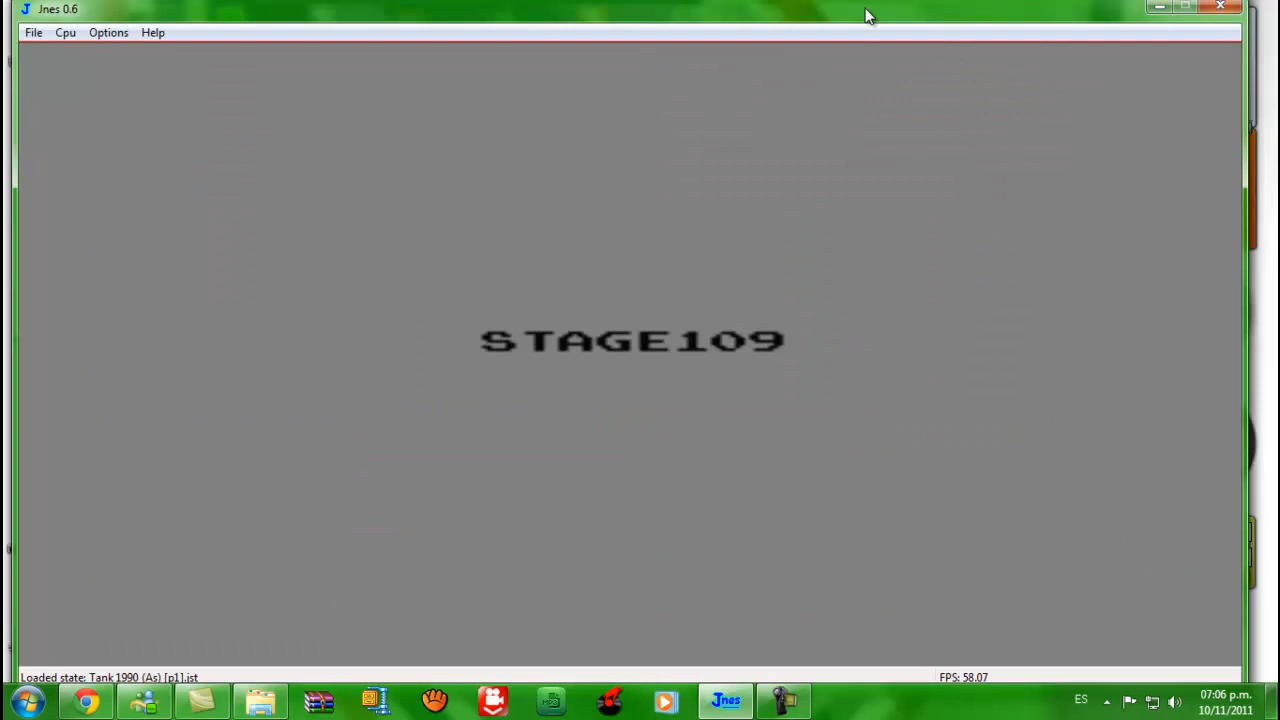 Jnes 0.6
File Cpu Options Help
STAGE109
Loaded state: Tank 1990 (As) [p1].jst FPS: 58.07
Jnes
ES 07:06 p.m.
10/11/2011